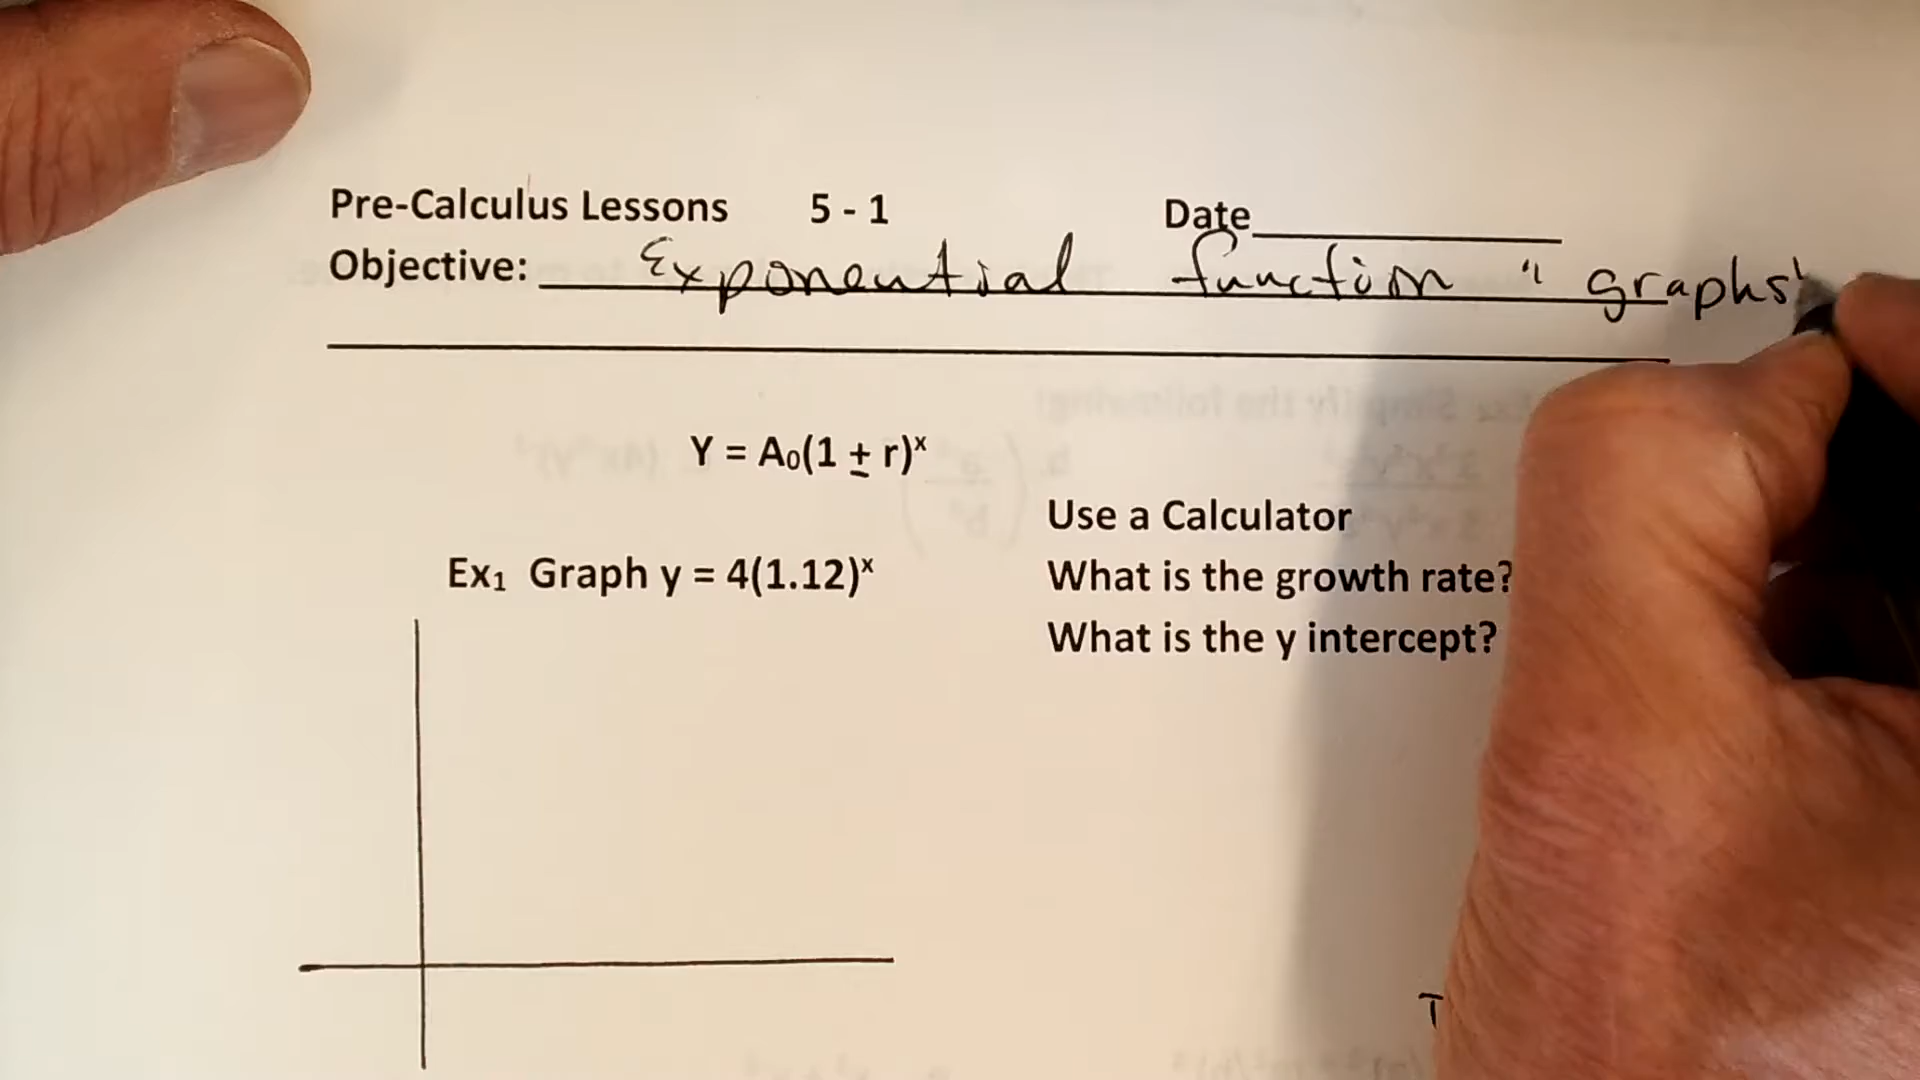 Pre-Calculus Lessons 5 - 1 Date
Objective: Exponential function " graphs"
Y = A₀(1 ± r)ˣ
Use a Calculator
Ex₁ Graph y = 4(1.12)ˣ What is the growth rate?
What is the y intercept?
T